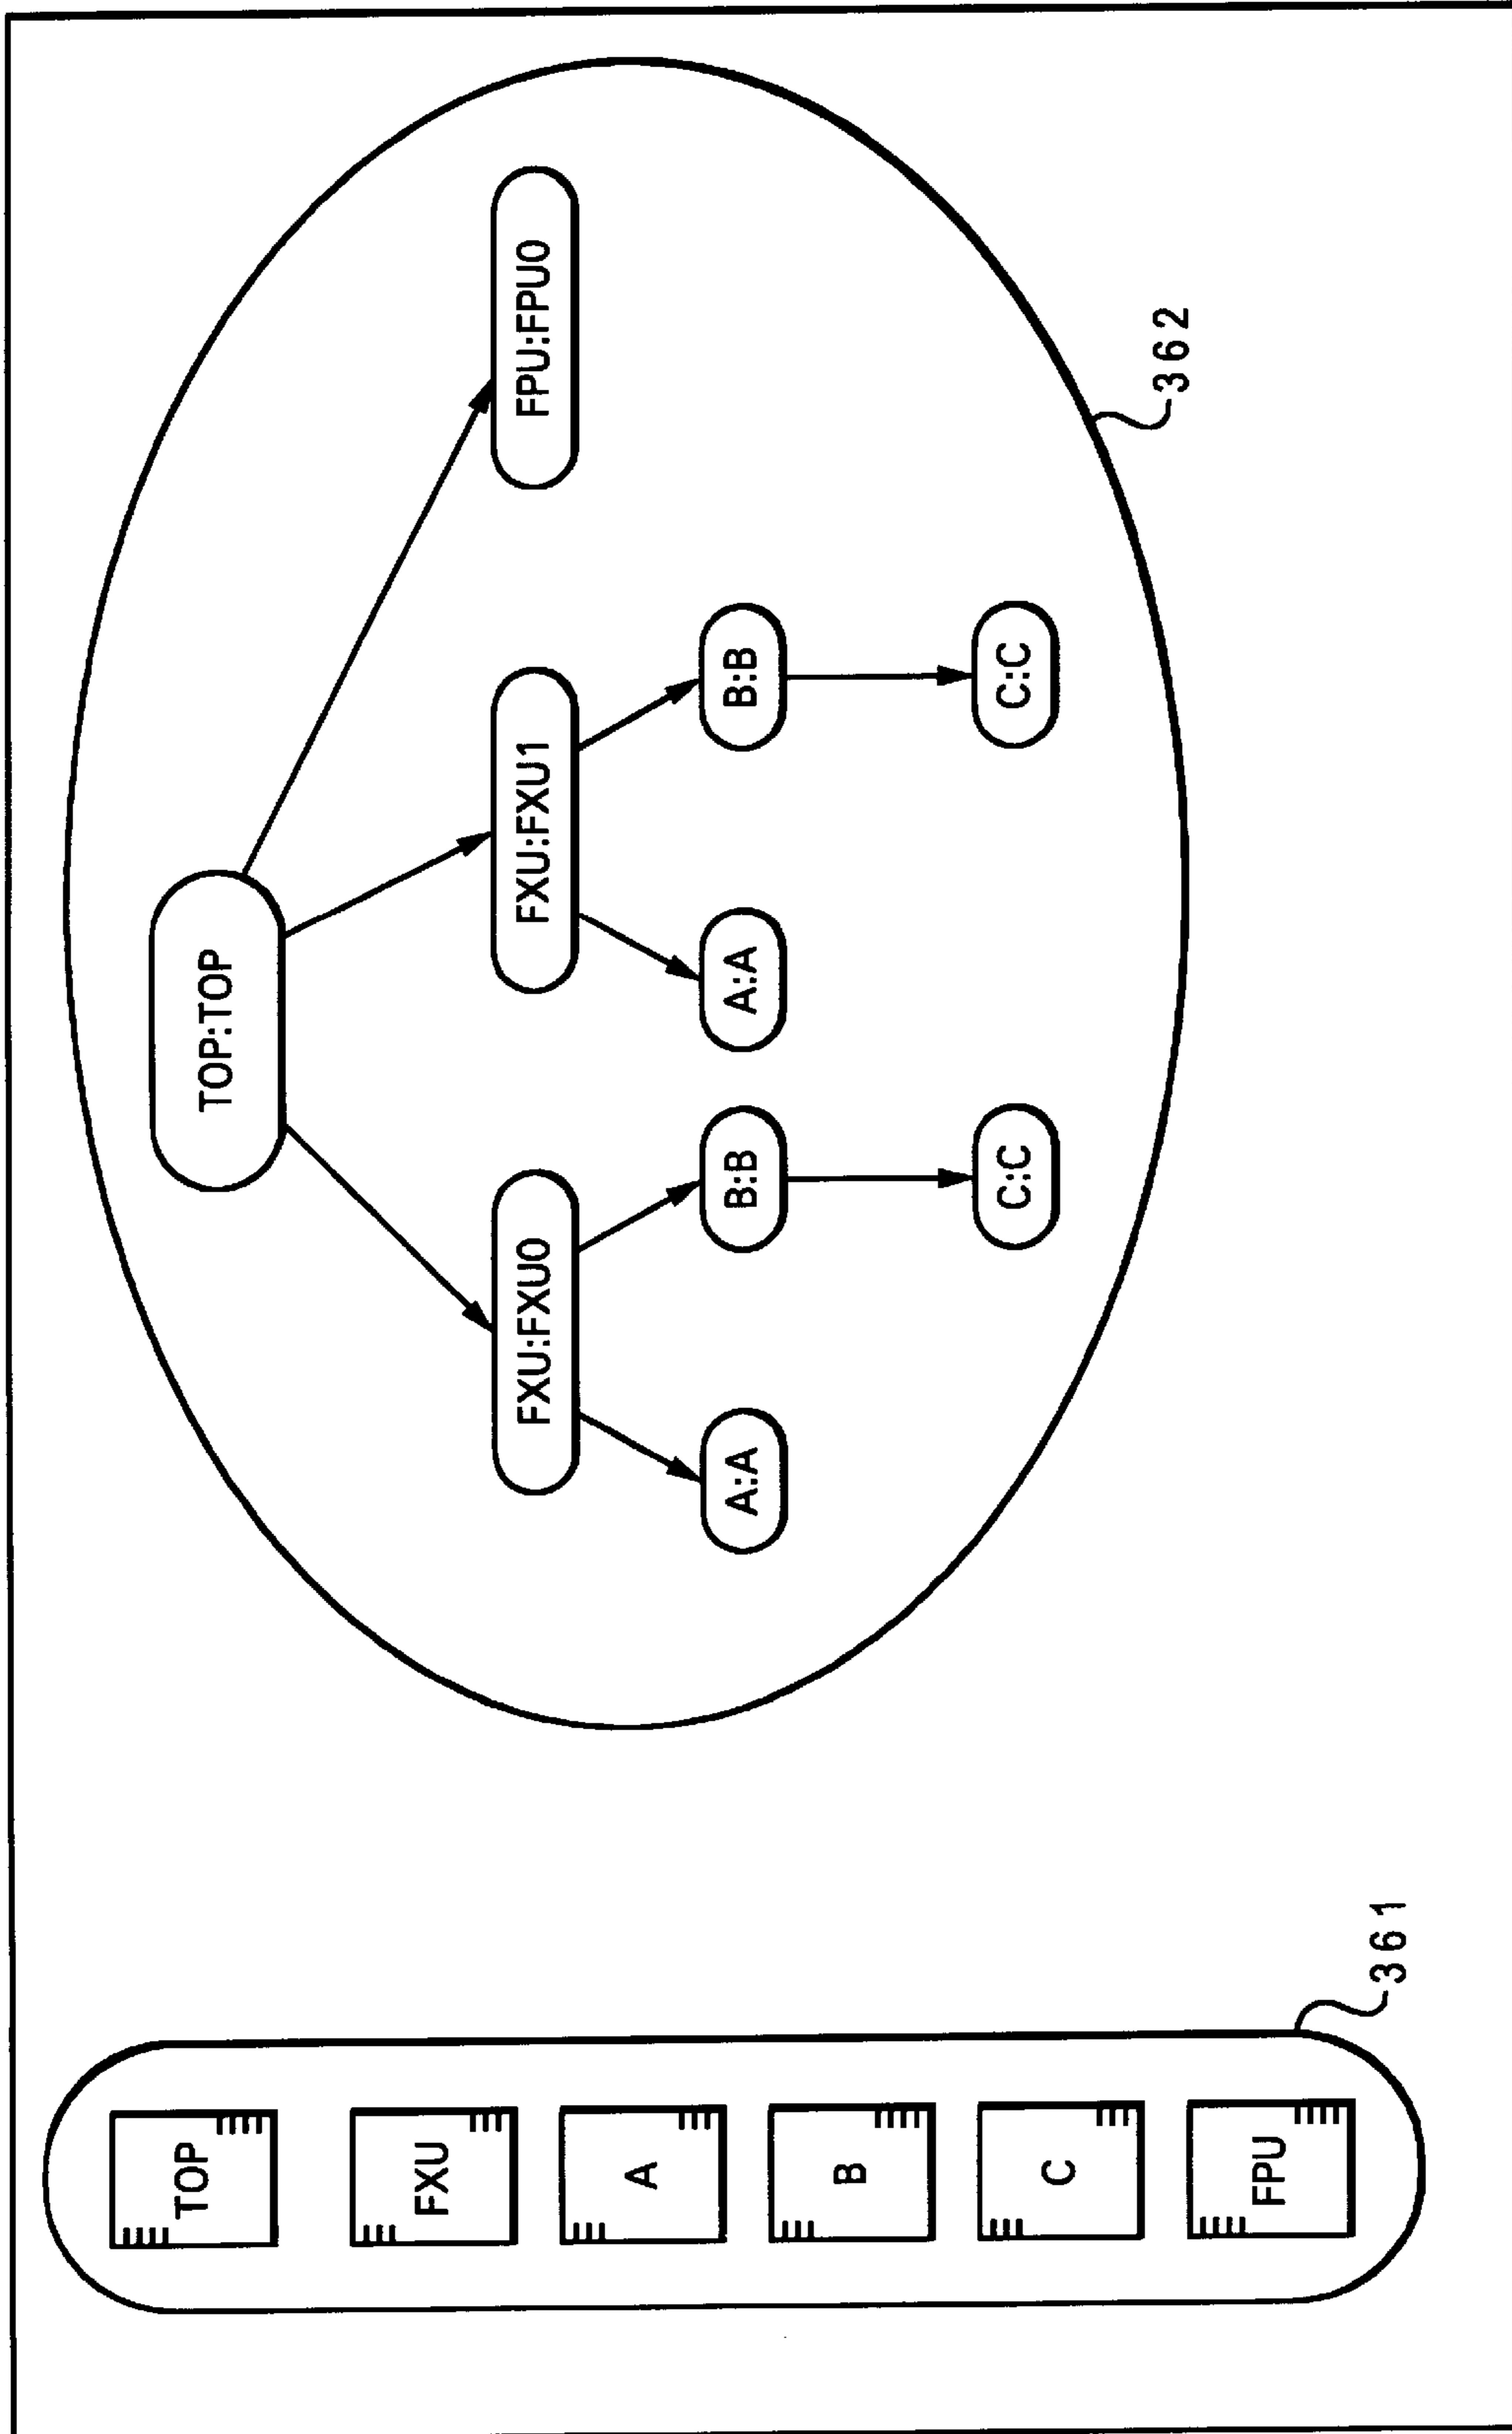 TOP
FXU
A
B
C
FPU
361
TOP:TOP
FXU:FXU0
FXU:FXU1
FPU:FPU0
A:A
B:B
A:A
B:B
C:C
C:C
362